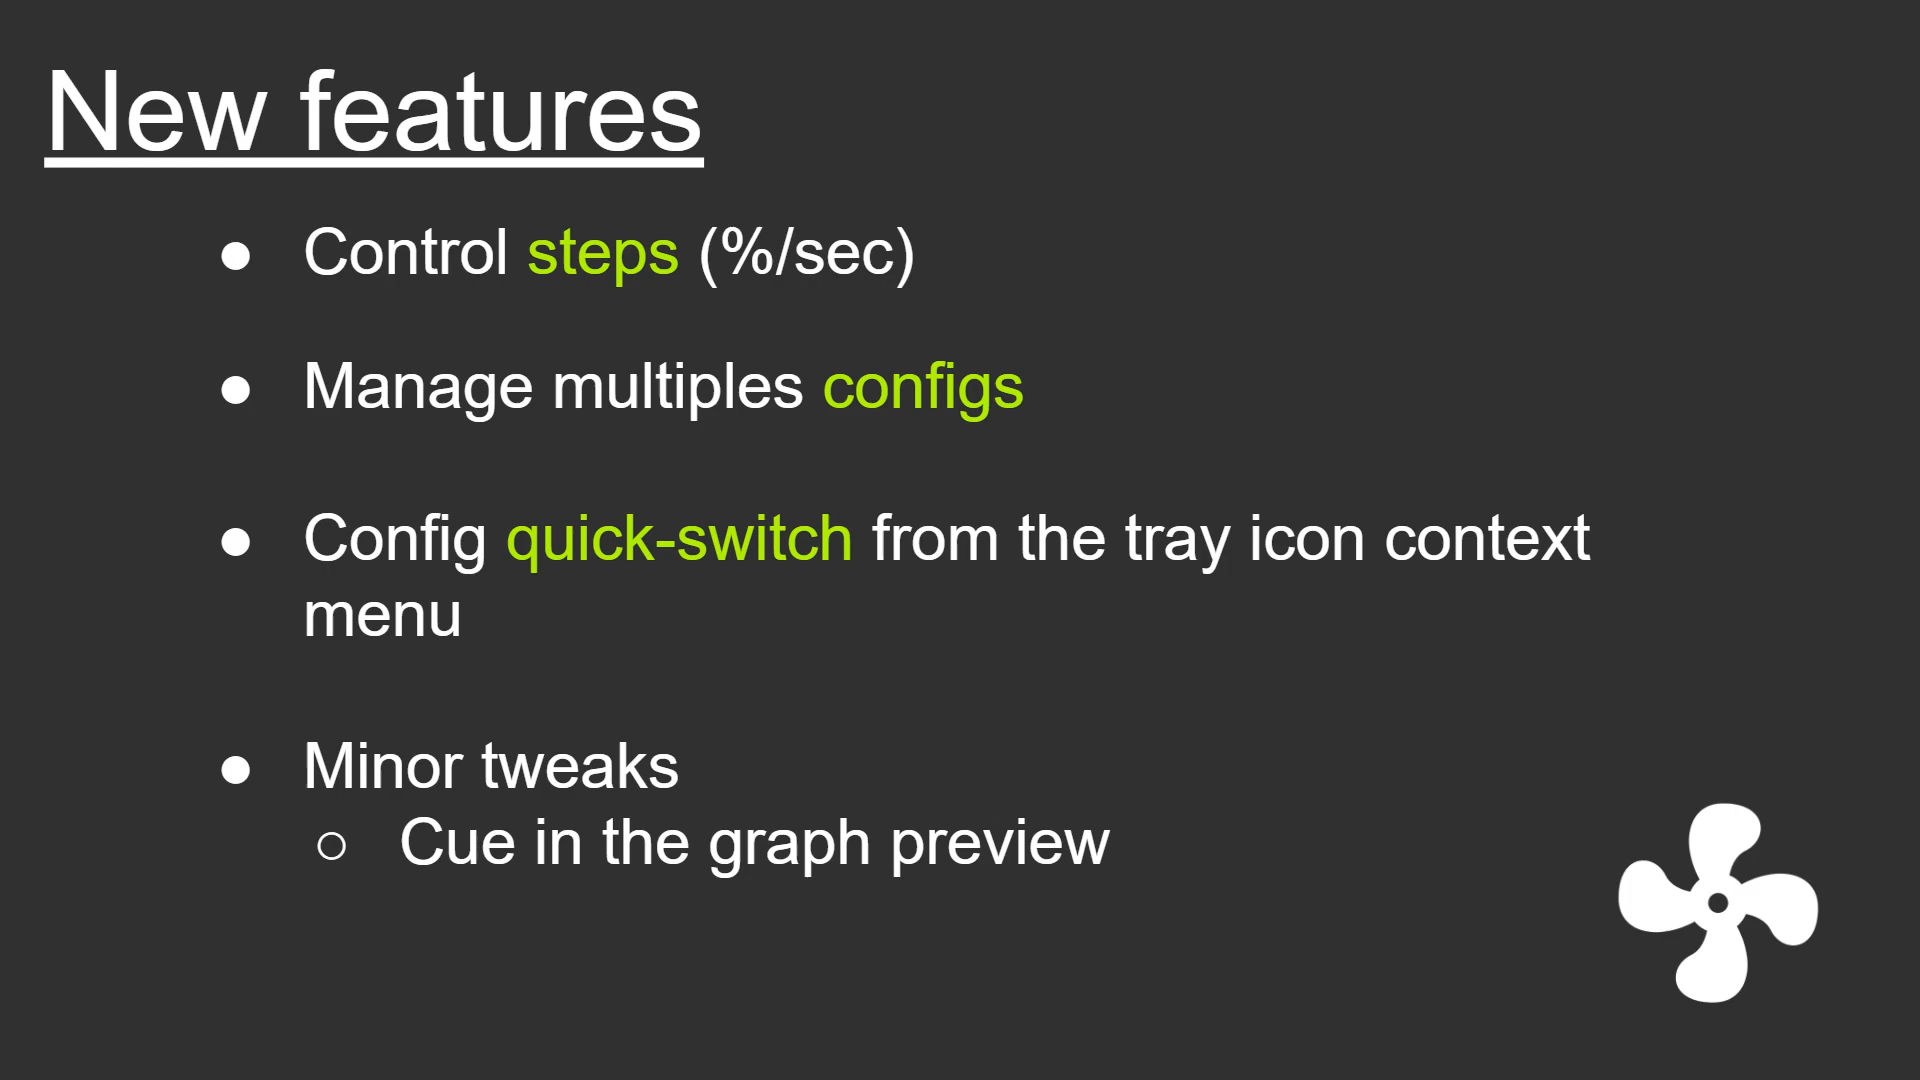 New features
● Control steps (%/sec)
● Manage multiples configs
● Config quick-switch from the tray icon context
menu
● Minor tweaks
○ Cue in the graph preview